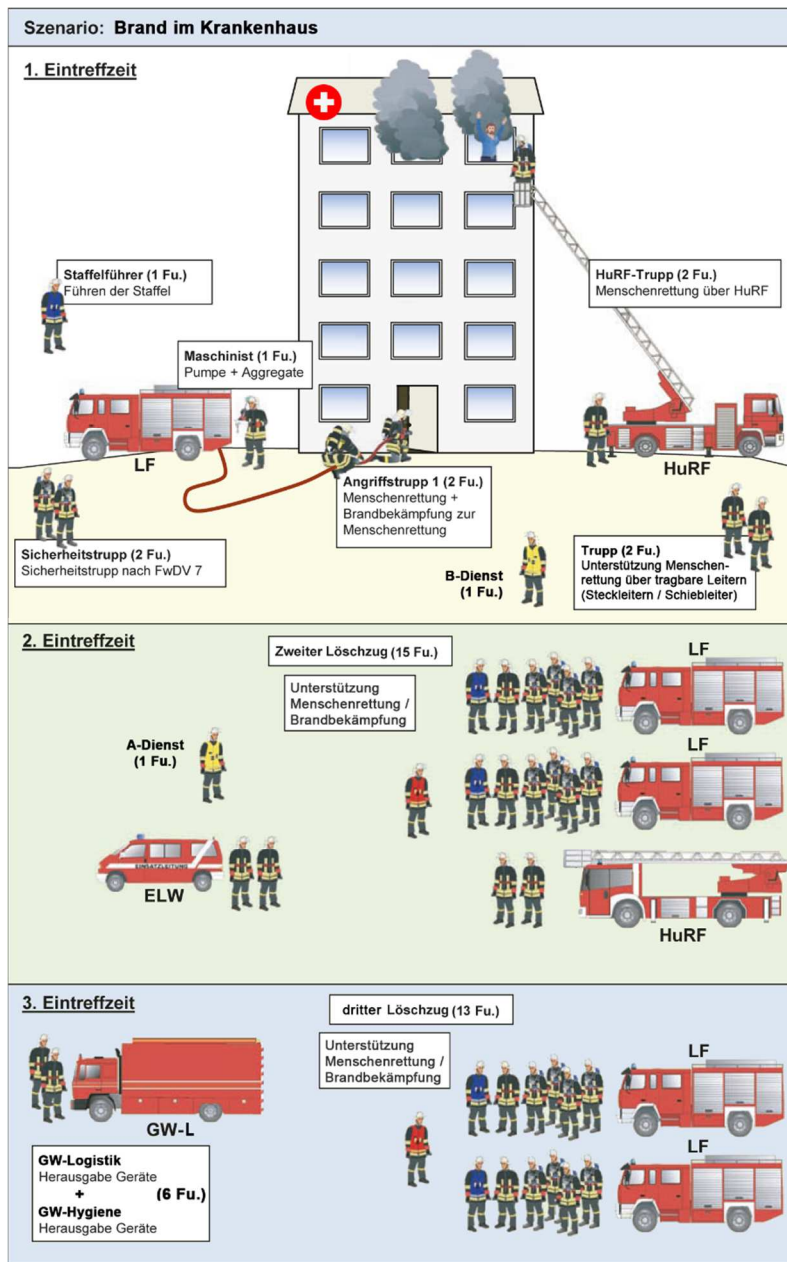 Szenario: Brand im Krankenhaus
1. Eintreffzeit
Staffelführer (1 Fu.)
Führen der Staffel
HuRF-Trupp (2 Fu.)
Menschenrettung über HuRF
Maschinist (1 Fu.)
Pumpe + Aggregate
LF
HuRF
Angriffstrupp 1 (2 Fu.)
Menschenrettung +
Brandbekämpfung zur
Menschenrettung
Sicherheitstrupp (2 Fu.)
Sicherheitstrupp nach FwDV 7
B-Dienst
(1 Fu.)
Trupp (2 Fu.)
Unterstützung Menschen-
rettung über tragbare Leitern
(Steckleitern / Schiebleiter)
2. Eintreffzeit
Zweiter Löschzug (15 Fu.)
LF
Unterstützung
Menschenrettung /
Brandbekämpfung
A-Dienst
(1 Fu.)
LF
EINSATZLEITUNG
ELW
HuRF
3. Eintreffzeit
dritter Löschzug (13 Fu.)
Unterstützung
Menschenrettung /
Brandbekämpfung
LF
GW-L
LF
GW-Logistik
Herausgabe Geräte
+ (6 Fu.)
GW-Hygiene
Herausgabe Geräte